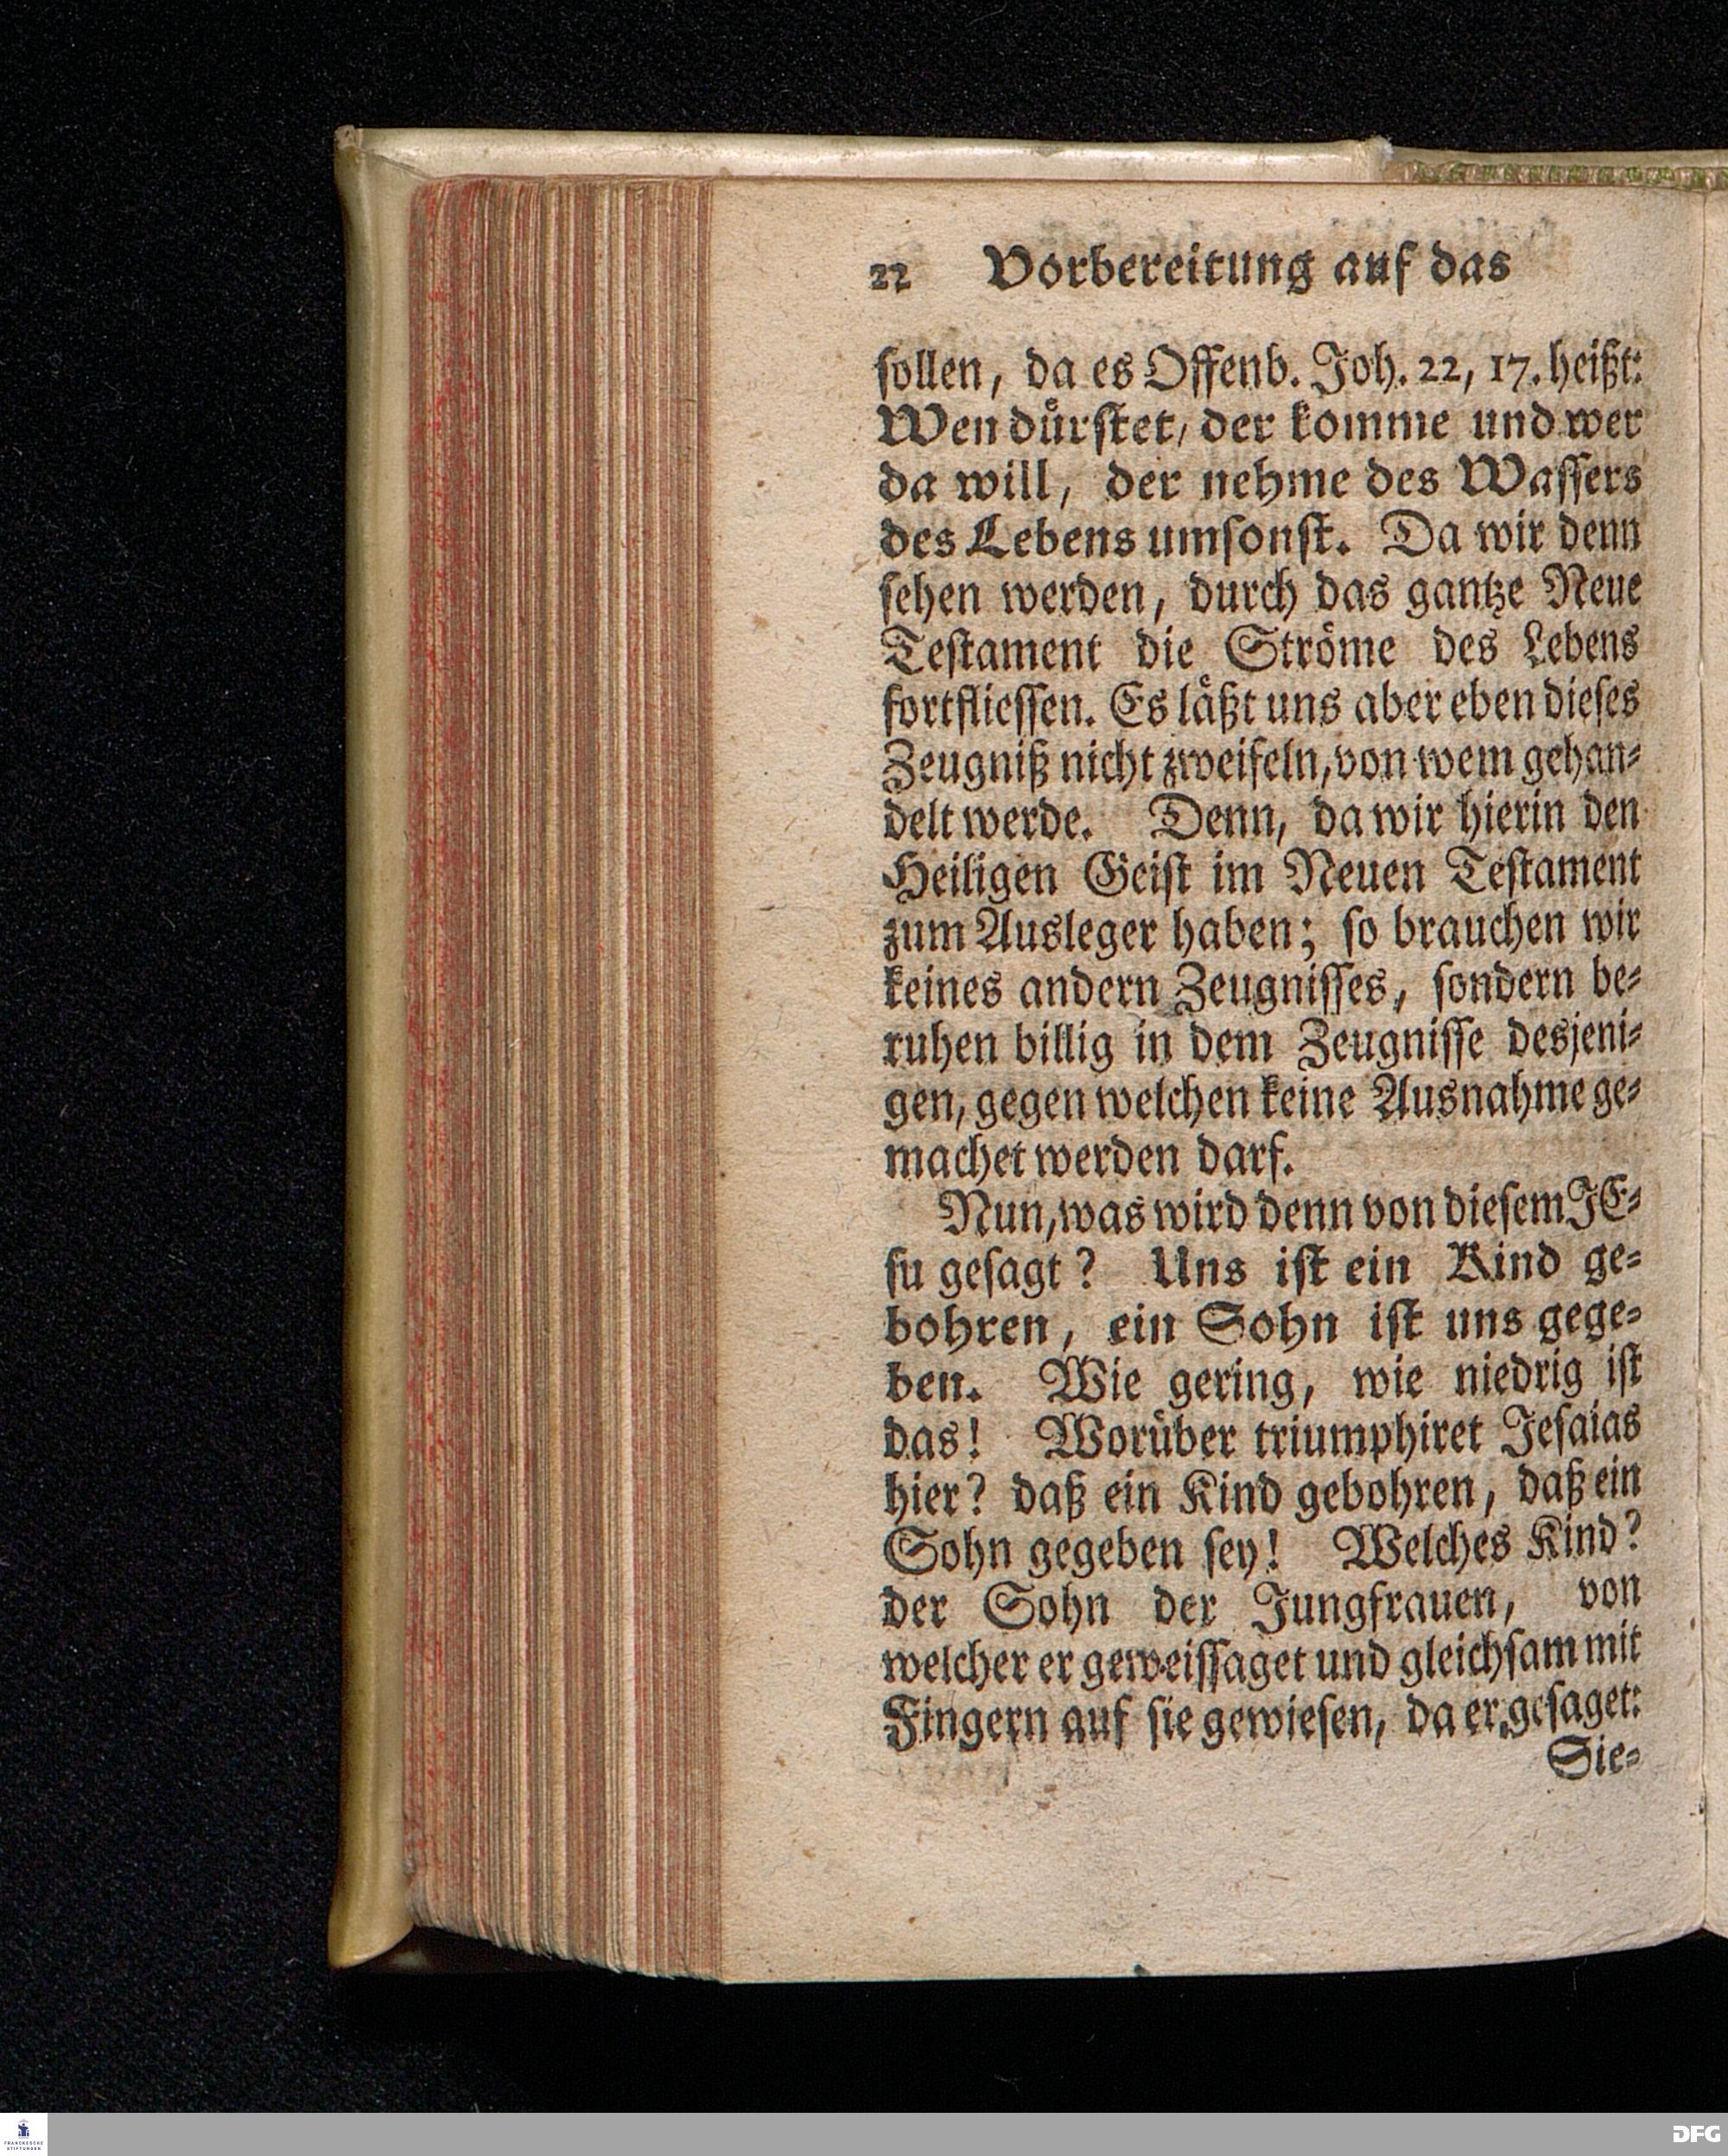 22 Vorbereitung auf das
sollen, da es Offenb. Joh. 22, 17. heißt:
Wen dürstet, der komme und wer
da will, der nehme des Wassers
des Lebens umsonst. Da wir denn
sehen werden, durch das gantze Neue
Testament die Ströme des Lebens
fortfliessen. Es läßt uns aber eben dieses
Zeugniß nicht zweifeln, von wem gehan-
delt werde. Denn, da wir hierin den
Heiligen Geist im Neuen Testament
zum Ausleger haben; so brauchen wir
keines andern Zeugnisses, sondern be-
ruhen billig in dem Zeugnisse desjeni-
gen, gegen welchen keine Ausnahme ge-
machet werden darf.
Nun, was wird denn von diesem JE-
su gesagt? Uns ist ein Kind ge-
bohren, ein Sohn ist uns gege-
ben. Wie gering, wie niedrig ist
das! Worüber triumphiret Jesaias
hier? daß ein Kind gebohren, daß ein
Sohn gegeben sey! Welches Kind?
der Sohn der Jungfrauen, von
welcher er geweissaget und gleichsam mit
Fingern auf sie gewiesen, da er gesaget:
Sie-
FRANCKESCHE
STIFTUNGEN
DFG